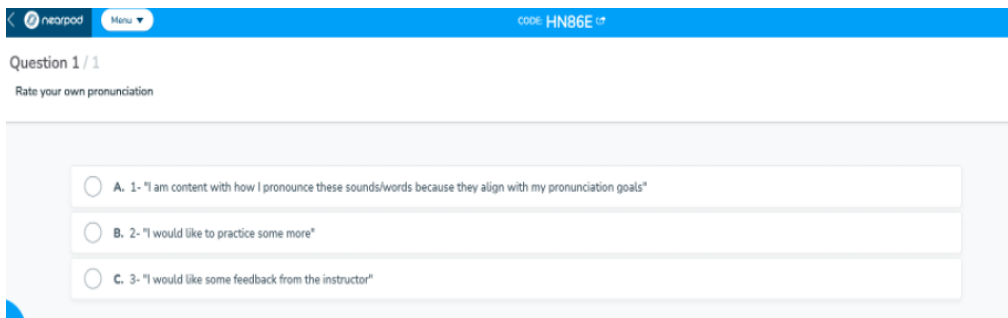 nearpod Menu CODE: HN86E
Question 1 / 1
Rate your own pronunciation
A. 1- "I am content with how I pronounce these sounds/words because they align with my pronunciation goals"
B. 2- "I would like to practice some more"
C. 3- "I would like some feedback from the instructor"